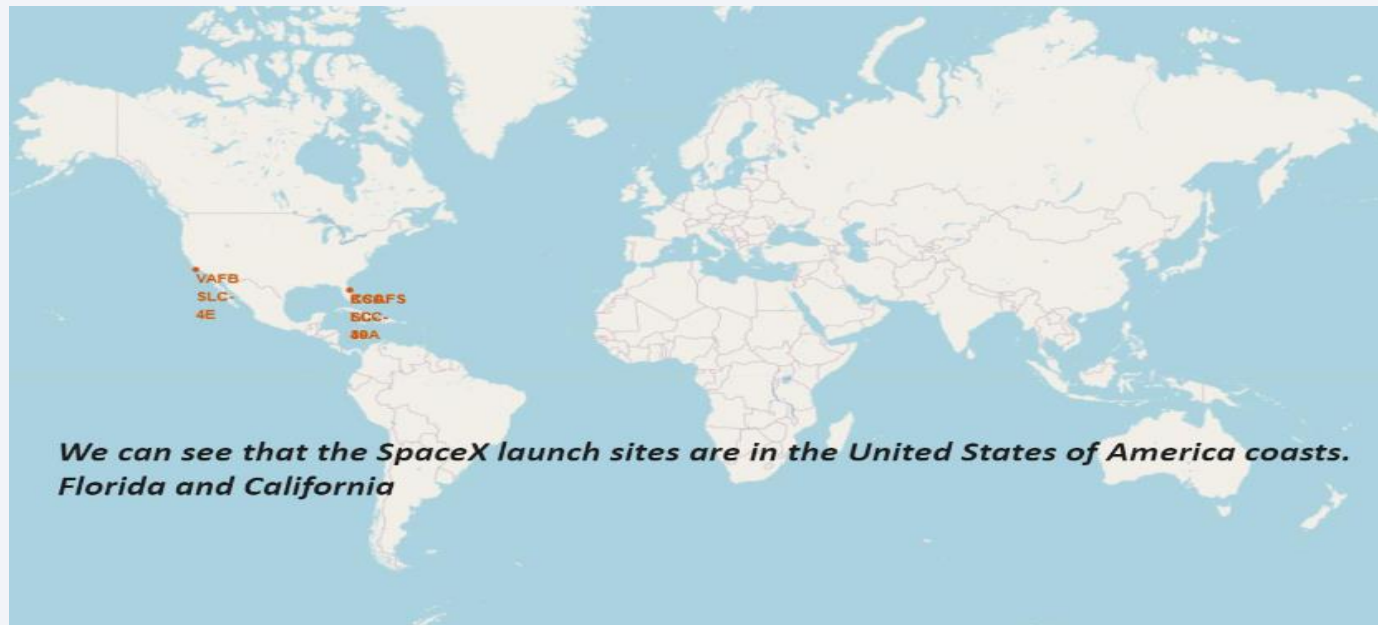 VAFB
SLC-
4E
We can see that the SpaceX launch sites are in the United States of America coasts.
Florida and California